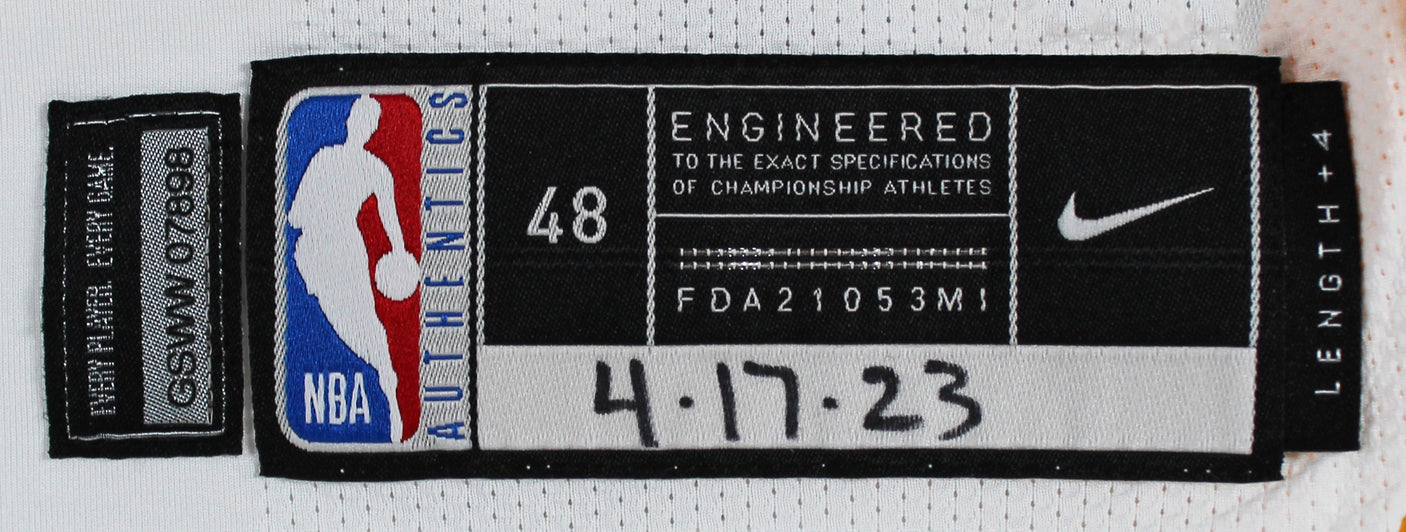 EVERY PLAYER. EVERY GAME.
GSWW 07898
NBA
AUTHENTICS
48
ENGINEERED
TO THE EXACT SPECIFICATIONS
OF CHAMPIONSHIP ATHLETES
FDA21053MI
4·17·23
LENGTH +4